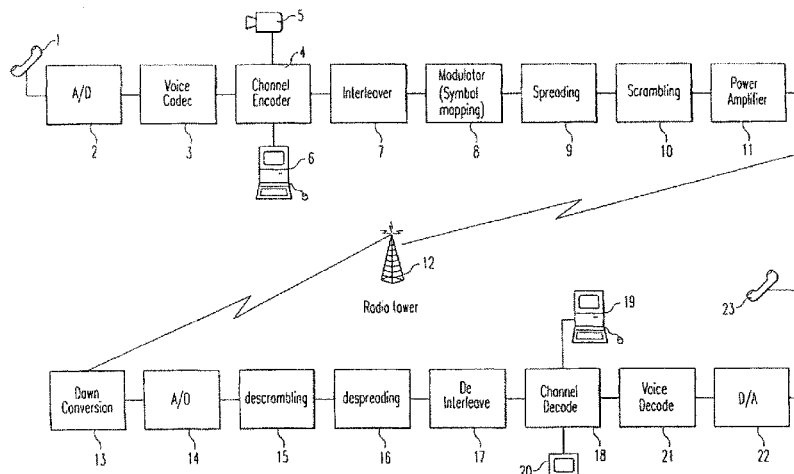 5
1
4
A/D
Voice
Codec
Channel
Encoder
Interleaver
Modulator
(Symbol
mapping)
Spreading
Scrambling
Power
Amplifier
2
3
6
7
8
9
10
11
12
Radio tower
19
23
Down
Conversion
A/D
descrambling
despreading
De
Interleave
Channel
Decode
Voice
Decode
D/A
13
14
15
16
17
18
20
21
22